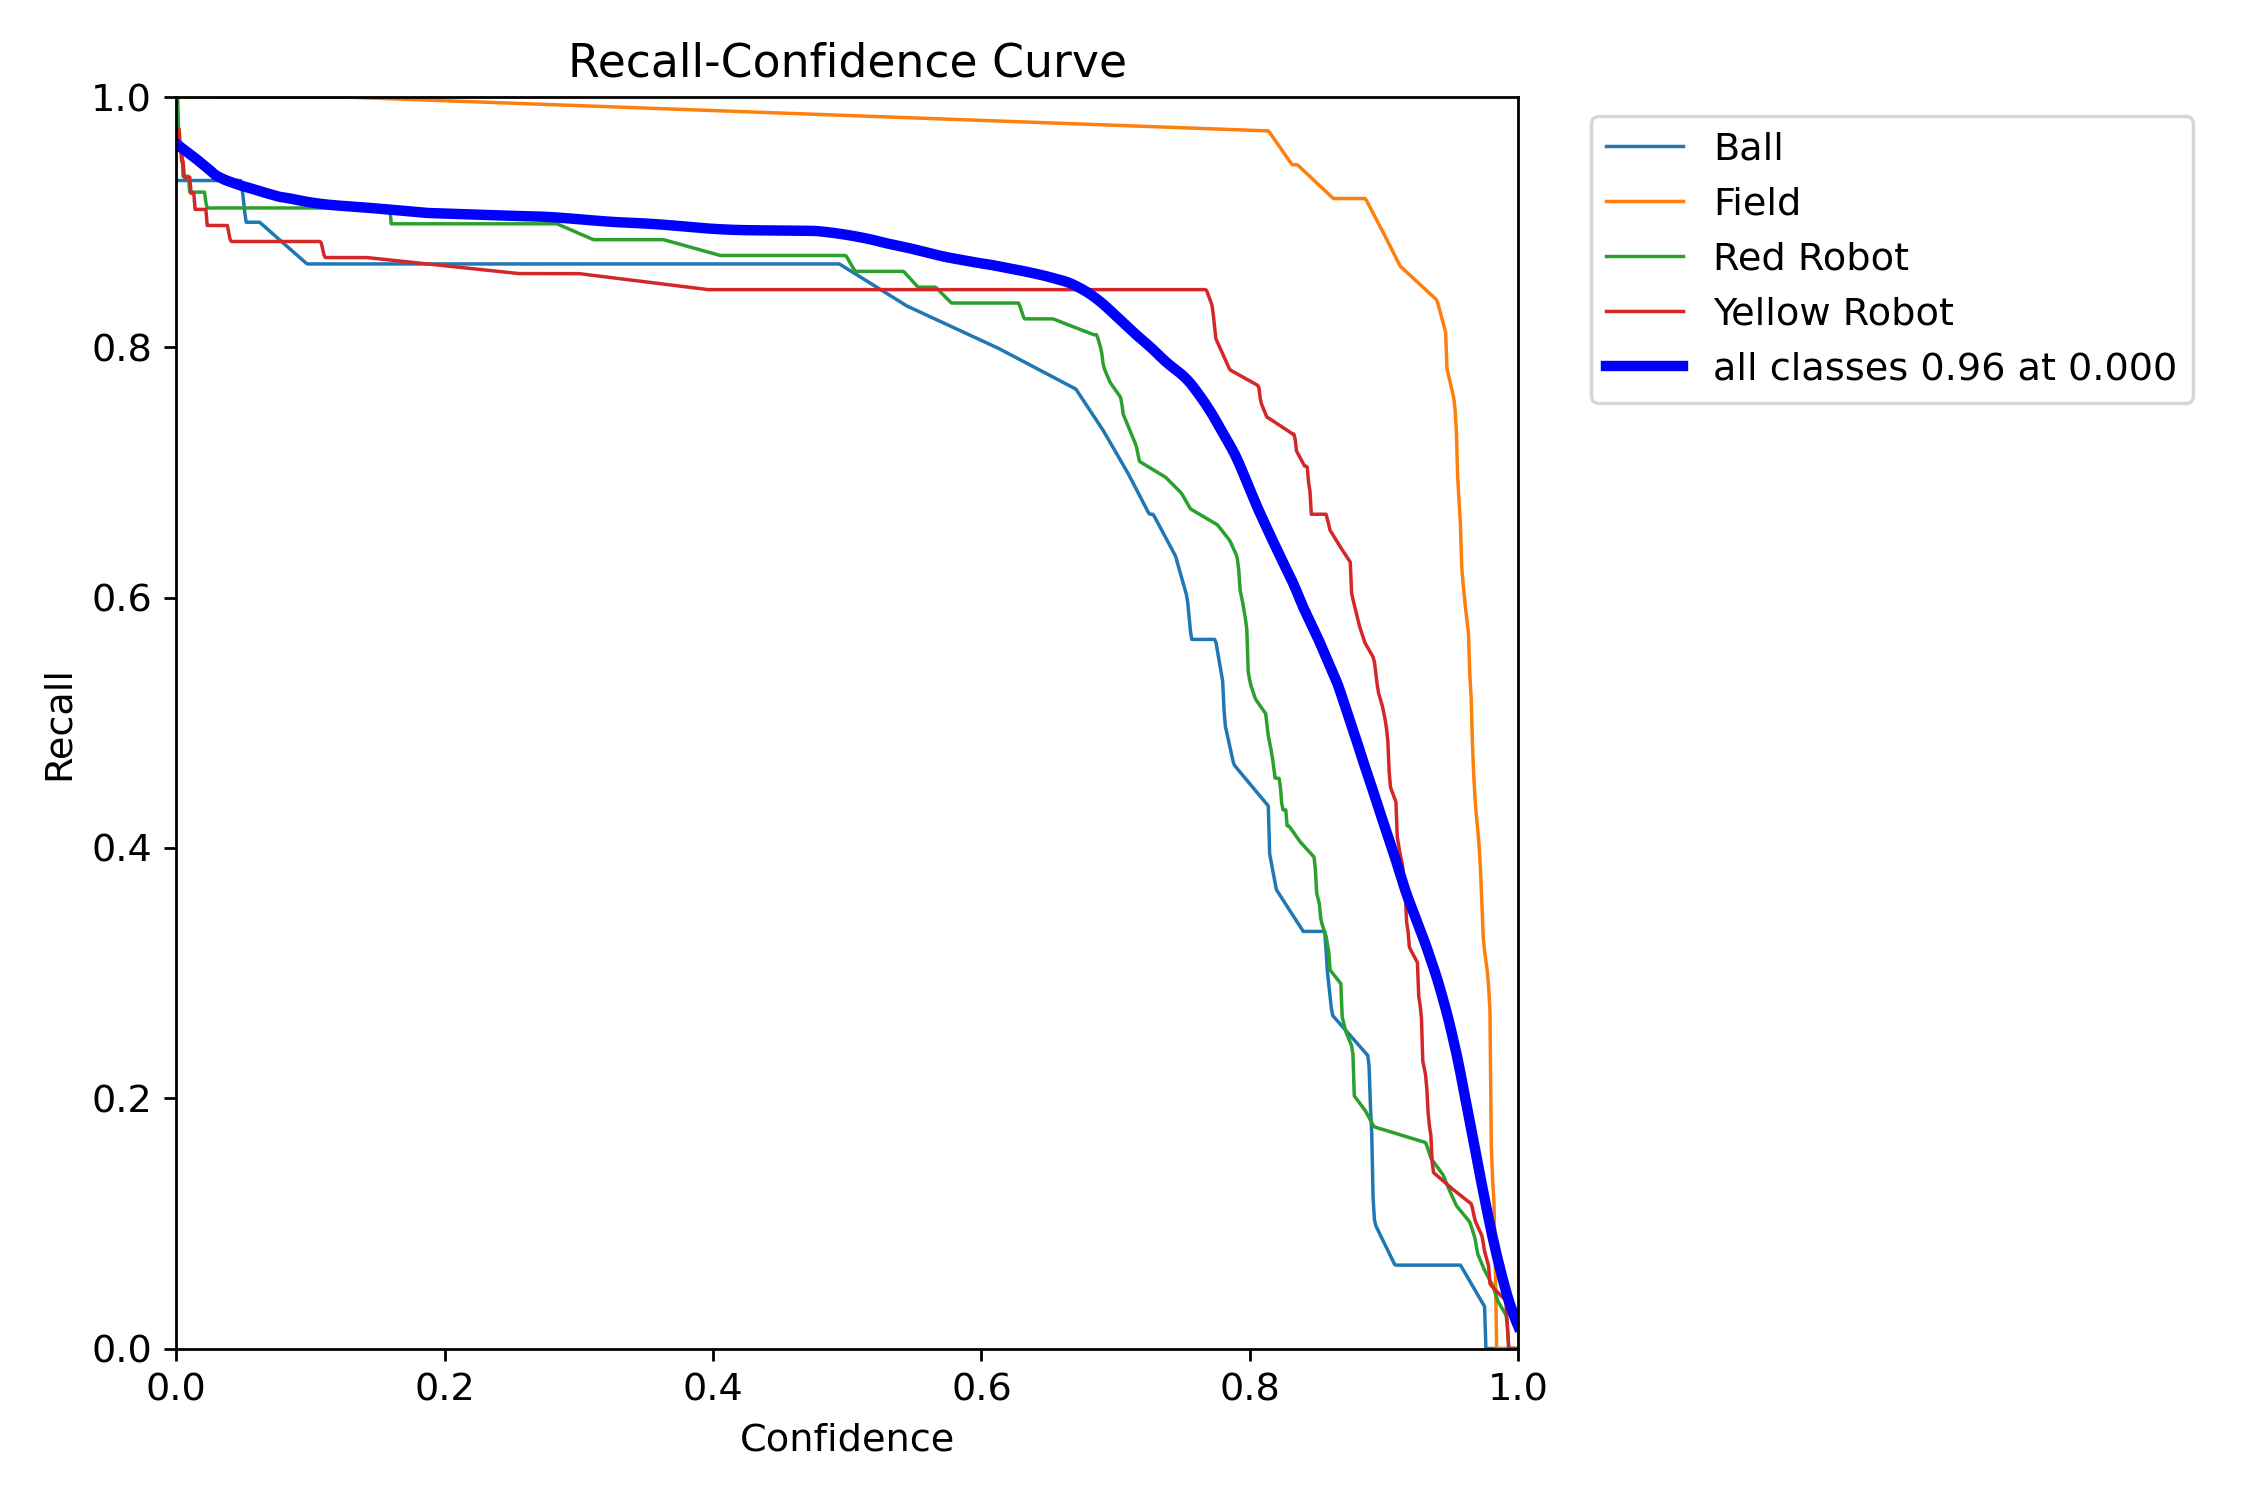 Recall-Confidence Curve
1.0
0.8
0.6
0.4
0.2
0.0
Recall
0.0 0.2 0.4 0.6 0.8 1.0
Confidence
Ball
Field
Red Robot
Yellow Robot
all classes 0.96 at 0.000